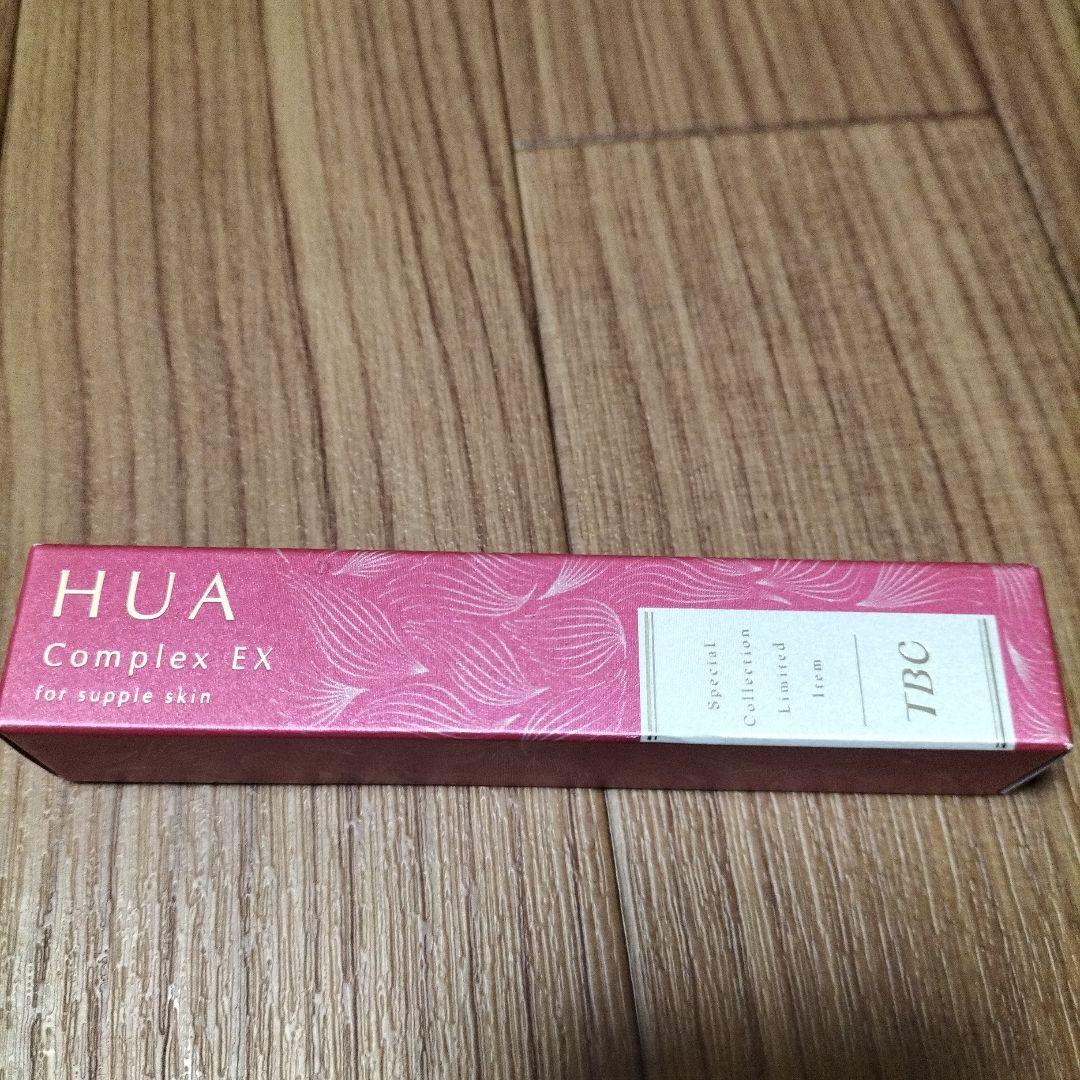 HUA
Complex EX
for supple skin
Special
Collection
Limited
Item
TBC